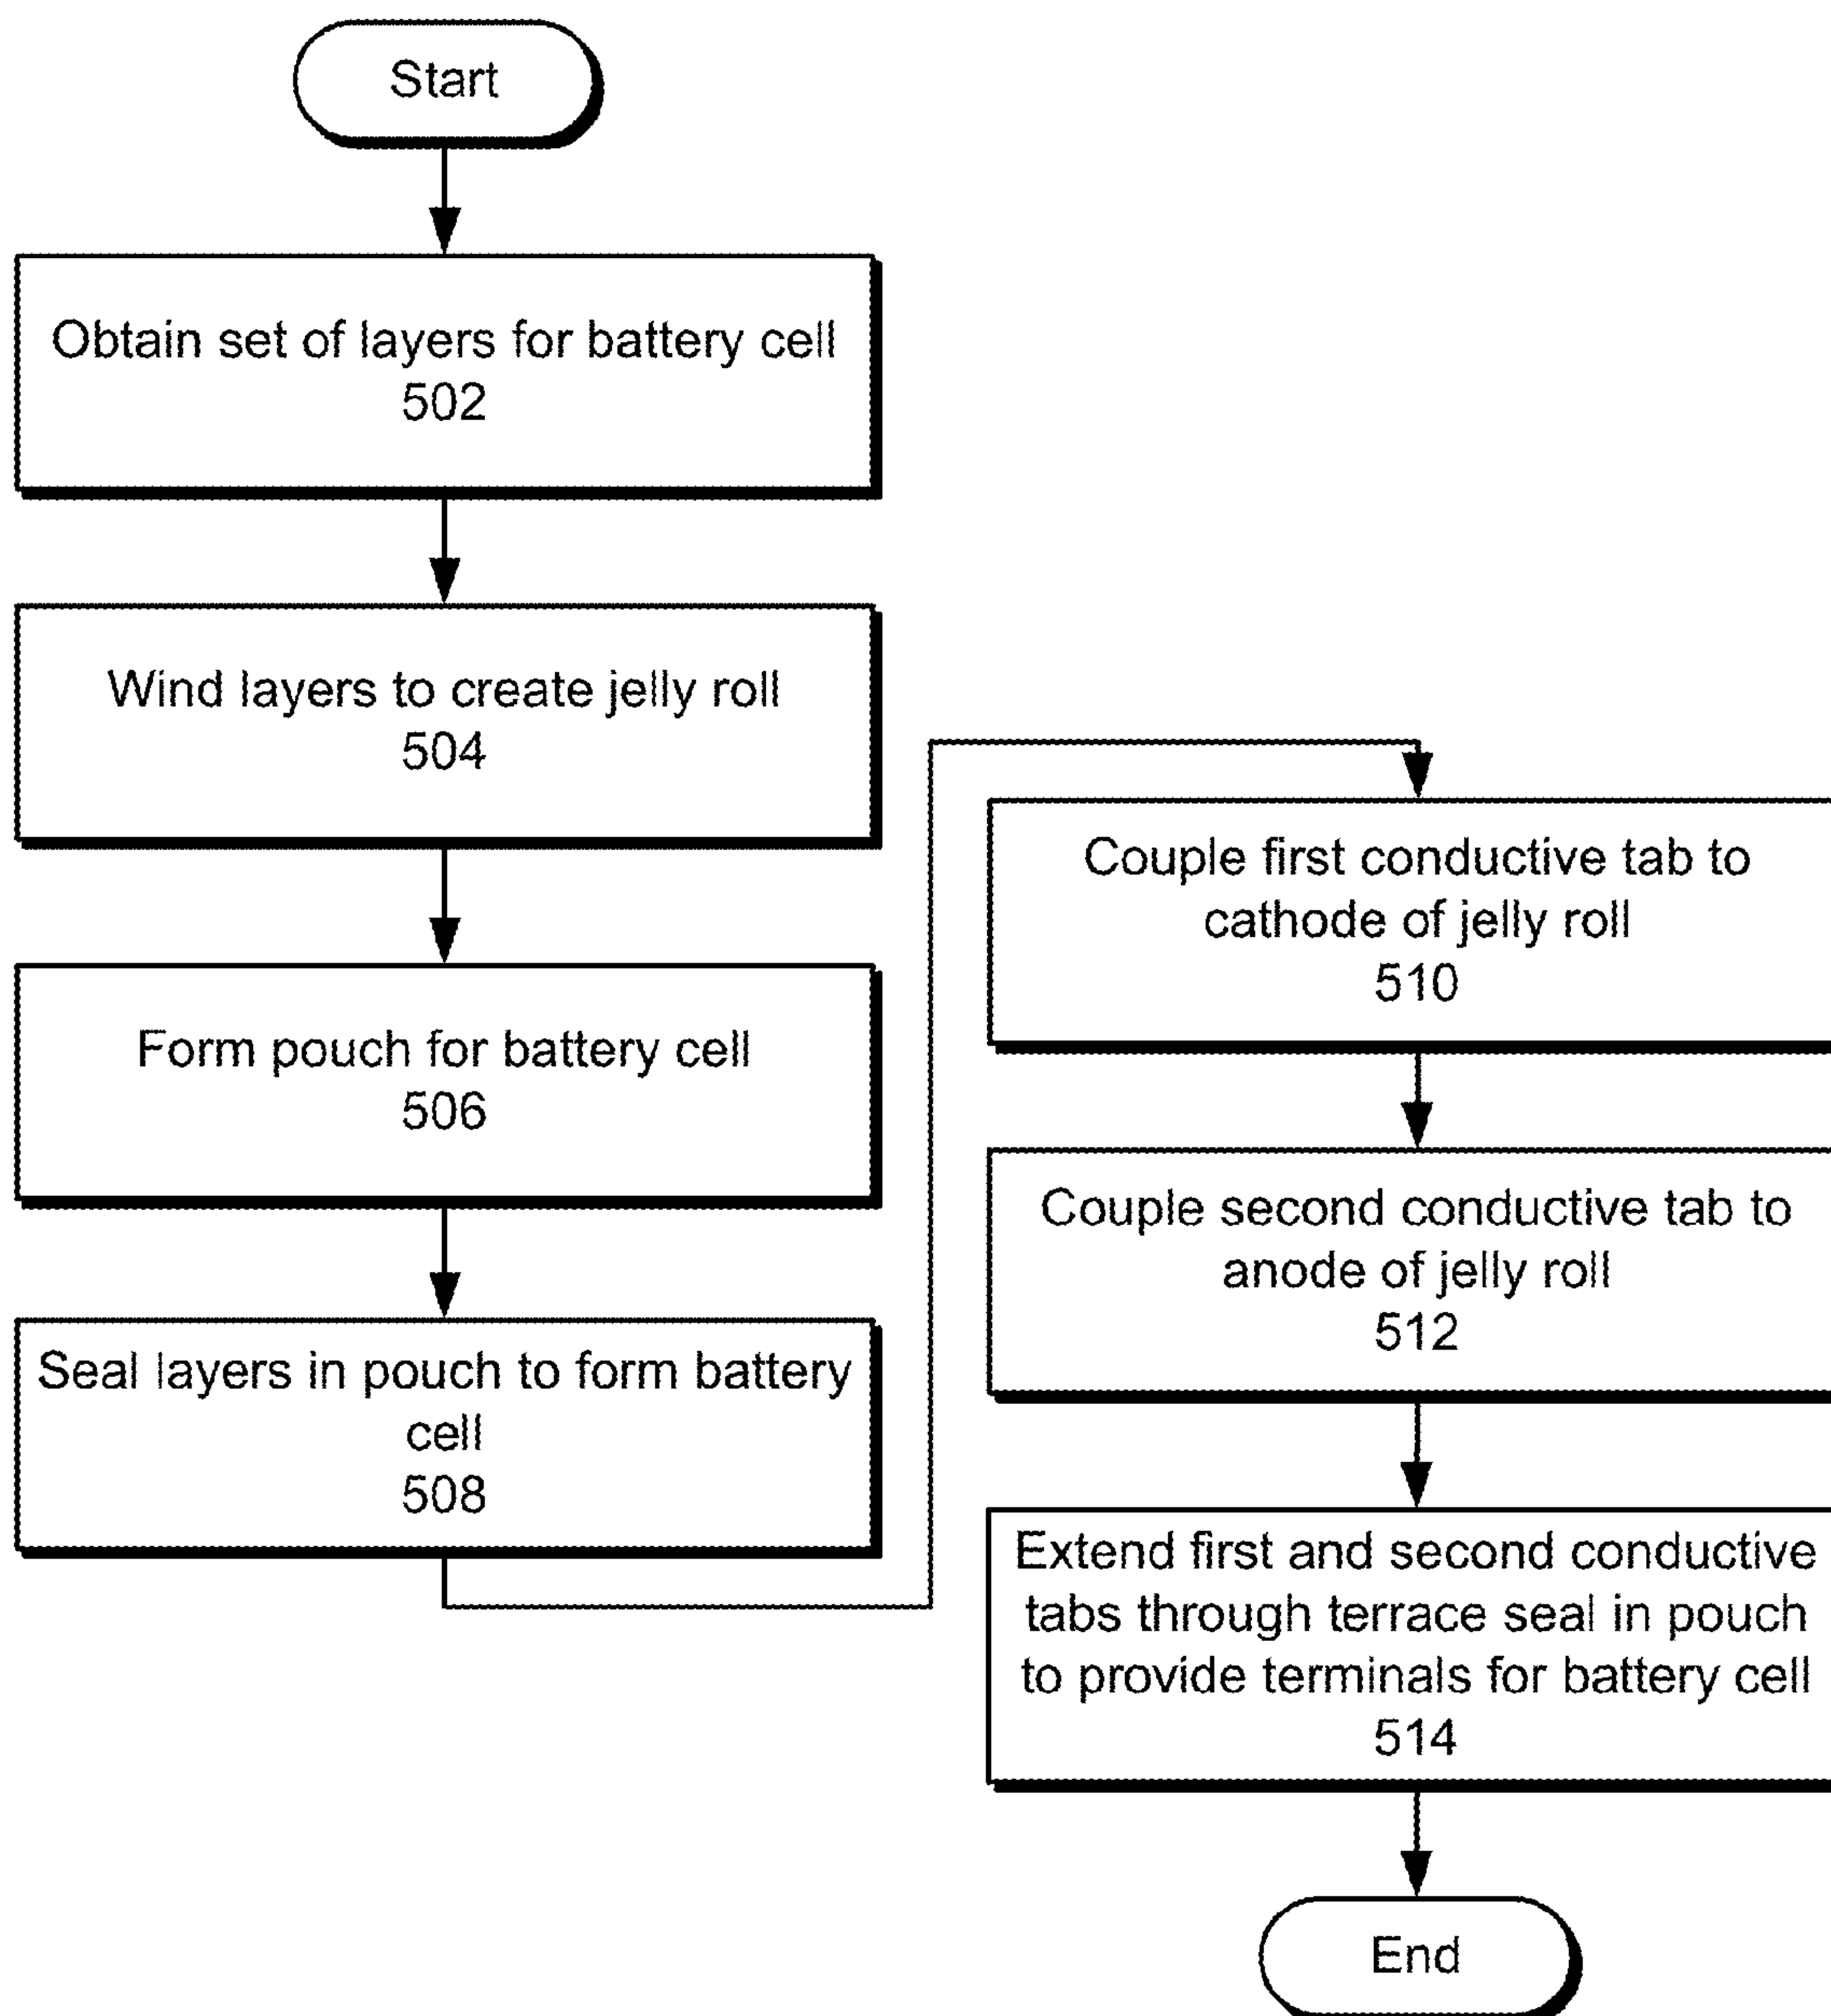 Start
Obtain set of layers for battery cell
502
Wind layers to create jelly roll
504
Form pouch for battery cell
506
Seal layers in pouch to form battery
cell
508
Couple first conductive tab to
cathode of jelly roll
510
Couple second conductive tab to
anode of jelly roll
512
Extend first and second conductive
tabs through terrace seal in pouch
to provide terminals for battery cell
514
End